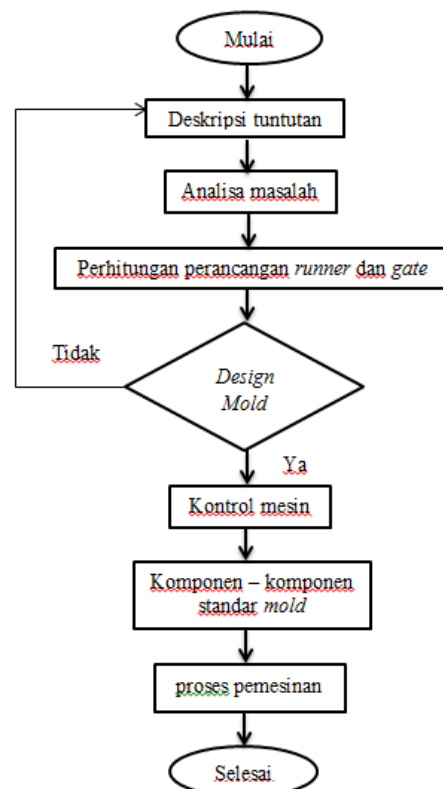 Mulai
Deskripsi tuntutan
Analisa masalah
Perhitungan perancangan runner dan gate
Tidak
Design
Mold
Ya
Kontrol mesin
Komponen – komponen
standar mold
proses pemesinan
Selesai